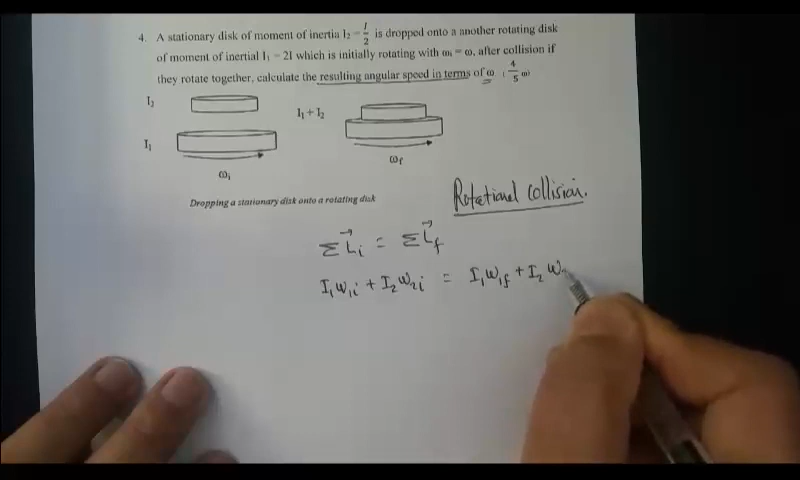 4. A stationary disk of moment of inertia I₂ = I/2 is dropped onto a another rotating disk
of moment of inertial I₁ = 2I which is initially rotating with ωᵢ = ω, after collision if
they rotate together, calculate the resulting angular speed in terms of ω (4/5 ω)
I₂
I₁ + I₂
I₁
ωf
ωᵢ
Rotational collision.
Dropping a stationary disk onto a rotating disk
ΣL⃗ᵢ = ΣL⃗f
I₁ω₁ᵢ + I₂ω₂ᵢ = I₁ω₁f + I₂ω